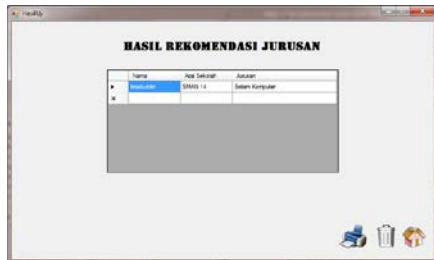 HASIL REKOMENDASI JURUSAN
Nama Asal Sekolah Jurusan
SMAN 14 Sistem Komputer